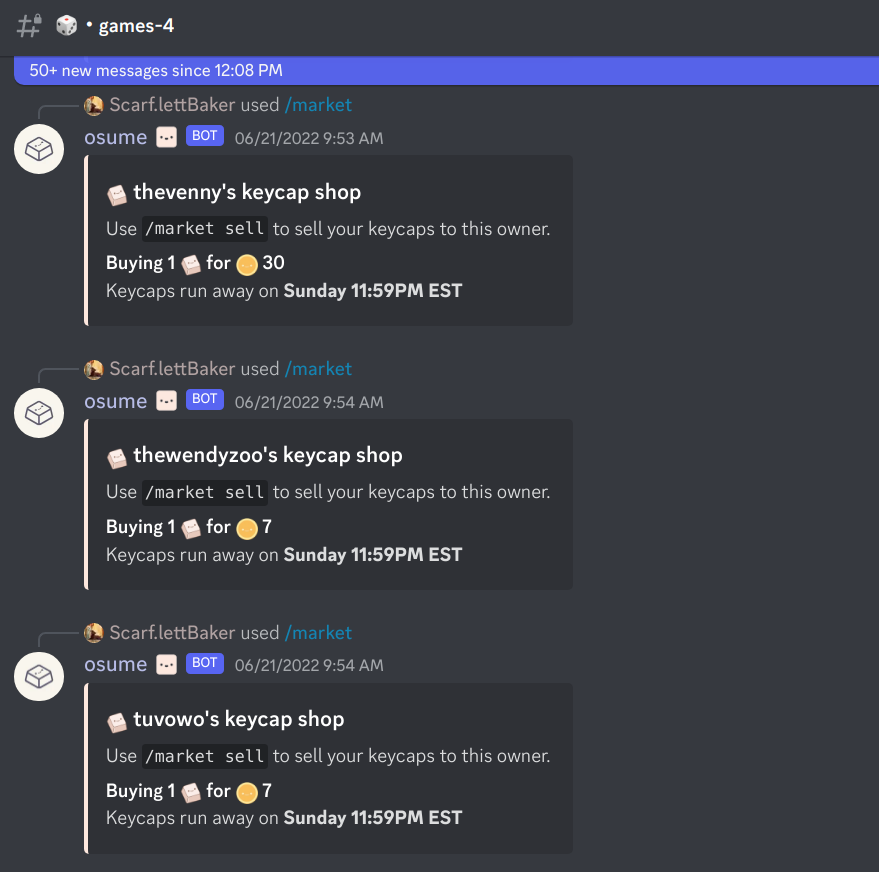 • games-4
50+ new messages since 12:08 PM
Scarf.lettBaker used /market
osume BOT 06/21/2022 9:53 AM
thevenny's keycap shop
Use /market sell to sell your keycaps to this owner.
Buying 1 for 30
Keycaps run away on Sunday 11:59PM EST
Scarf.lettBaker used /market
osume BOT 06/21/2022 9:54 AM
thewendyzoo's keycap shop
Use /market sell to sell your keycaps to this owner.
Buying 1 for 7
Keycaps run away on Sunday 11:59PM EST
Scarf.lettBaker used /market
osume BOT 06/21/2022 9:54 AM
tuvowo's keycap shop
Use /market sell to sell your keycaps to this owner.
Buying 1 for 7
Keycaps run away on Sunday 11:59PM EST